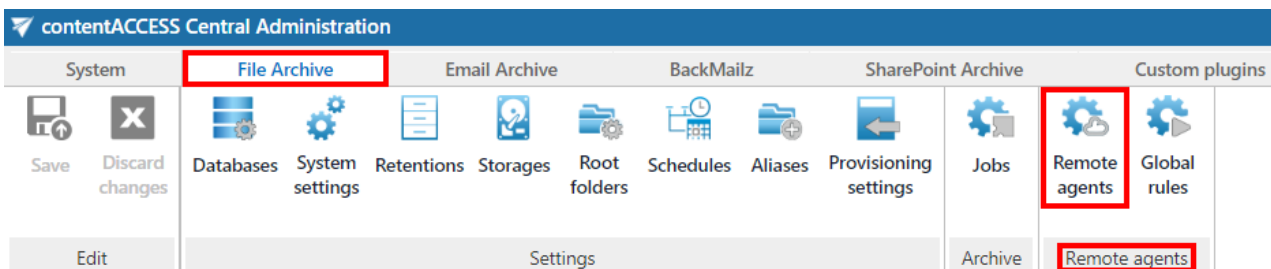 contentACCESS Central Administration
System File Archive Email Archive BackMailz SharePoint Archive Custom plugins
Save Discard changes Databases System settings Retentions Storages Root folders Schedules Aliases Provisioning settings Jobs Remote agents Global rules
Edit Settings Archive Remote agents